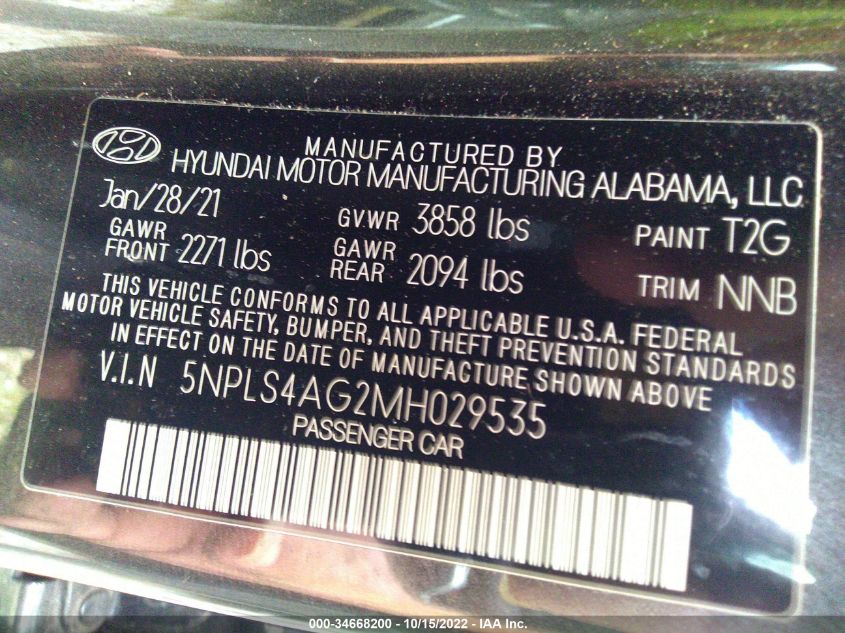 MANUFACTURED BY
HYUNDAI MOTOR MANUFACTURING ALABAMA, LLC
Jan/28/21 GVWR 3858 lbs PAINT T2G
GAWR FRONT 2271 lbs GAWR REAR 2094 lbs TRIM NNB
THIS VEHICLE CONFORMS TO ALL APPLICABLE U.S.A. FEDERAL
MOTOR VEHICLE SAFETY, BUMPER, AND THEFT PREVENTION STANDARDS
IN EFFECT ON THE DATE OF MANUFACTURE SHOWN ABOVE
V.I.N 5NPLS4AG2MH029535
PASSENGER CAR
000-34668200 - 10/15/2022 - IAA Inc.